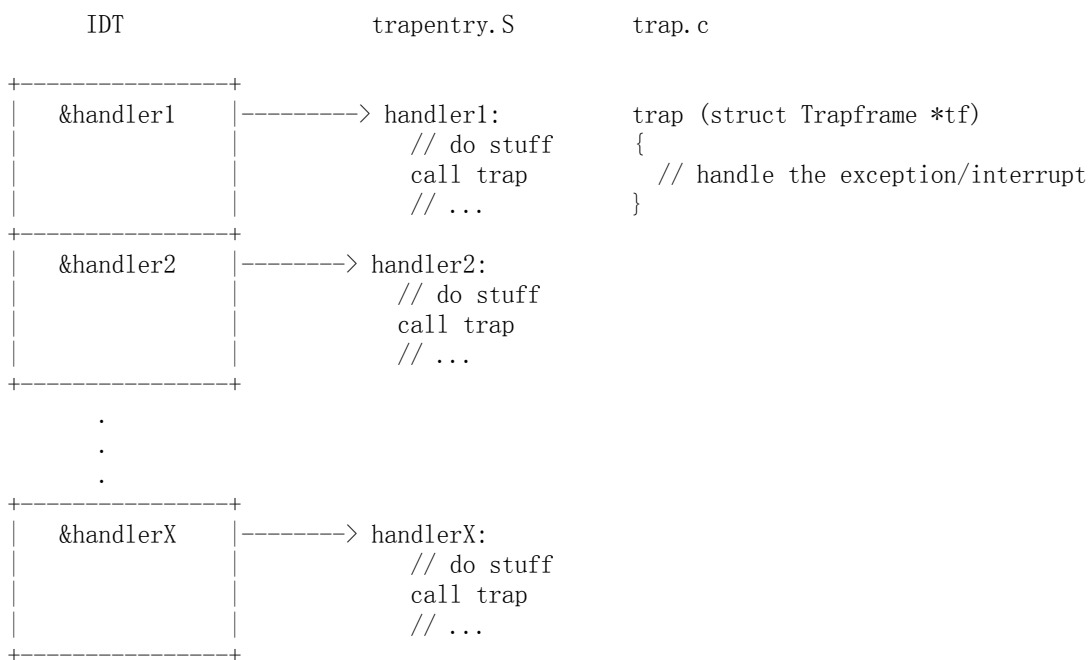 IDT                   trapentry.S         trap.c
+----------------+
|   &handler1    |---------> handler1:          trap (struct Trapframe *tf)
|                |             // do stuff      {
|                |             call trap          // handle the exception/interrupt
|                |             // ...           }
+----------------+
|   &handler2    |--------> handler2:
|                |            // do stuff
|                |            call trap
|                |            // ...
+----------------+
       .
       .
       .
+----------------+
|   &handlerX    |--------> handlerX:
|                |             // do stuff
|                |             call trap
|                |             // ...
+----------------+